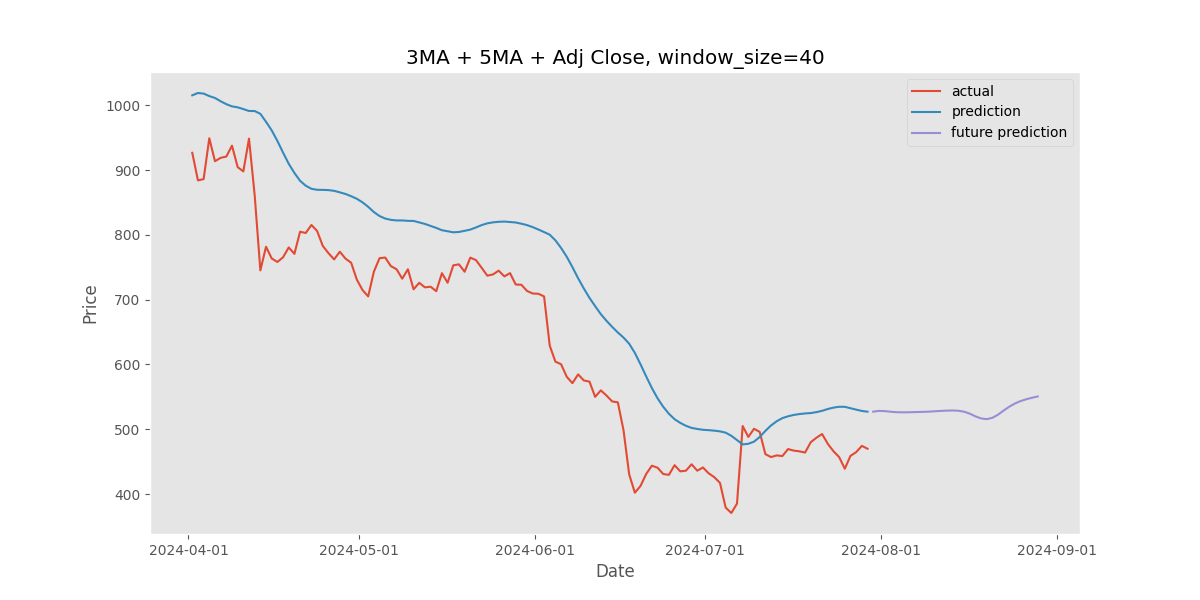 3MA + 5MA + Adj Close, window_size=40
actual
prediction
future prediction
1000
900
800
700
600
500
400
Price
2024-04-01 2024-05-01 2024-06-01 2024-07-01 2024-08-01 2024-09-01
Date